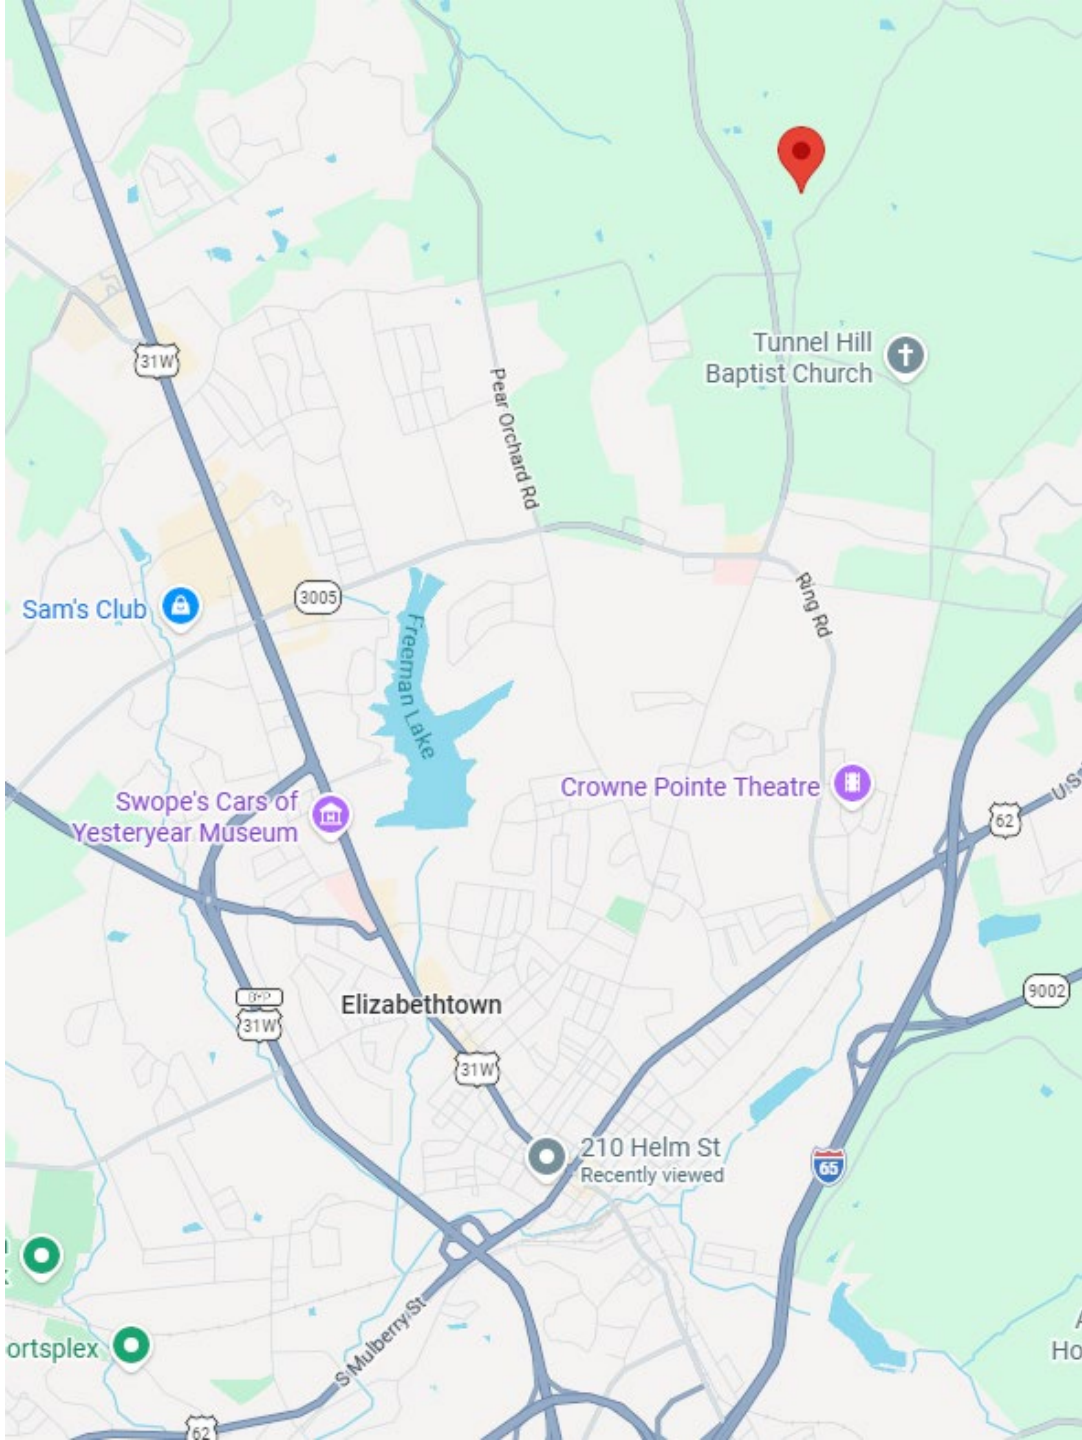 31W
Tunnel Hill
Baptist Church
Pear Orchard Rd
3005
Sam's Club
Ring Rd
Freeman Lake
Crowne Pointe Theatre
Swope's Cars of
Yesteryear Museum
62
BYP
31W
Elizabethtown
9002
31W
210 Helm St
Recently viewed
65
ortsplex
S Mulberry St
Ho
62